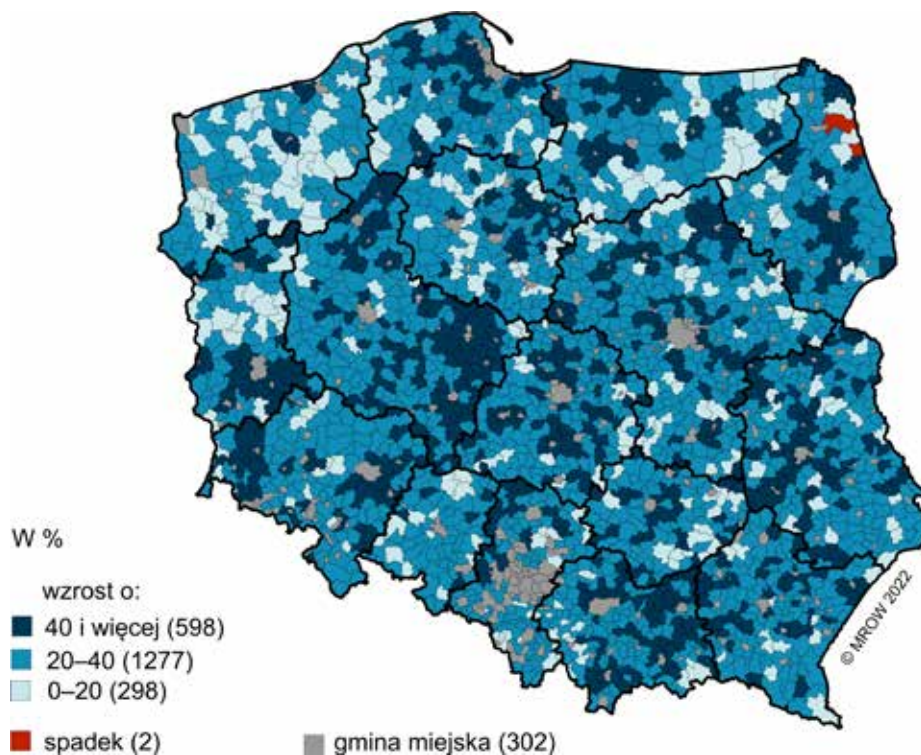 W %
wzrost o:
40 i więcej (598)
20–40 (1277)
0–20 (298)
spadek (2)
gmina miejska (302)
© MROW 2022